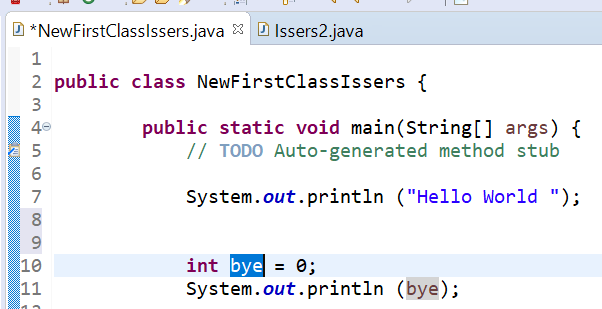 *NewFirstClassIssers.java Issers2.java
1
2 public class NewFirstClassIssers {
3
4 public static void main(String[] args) {
5 // TODO Auto-generated method stub
6
7 System.out.println ("Hello World ");
8
9
10 int bye = 0;
11 System.out.println (bye);